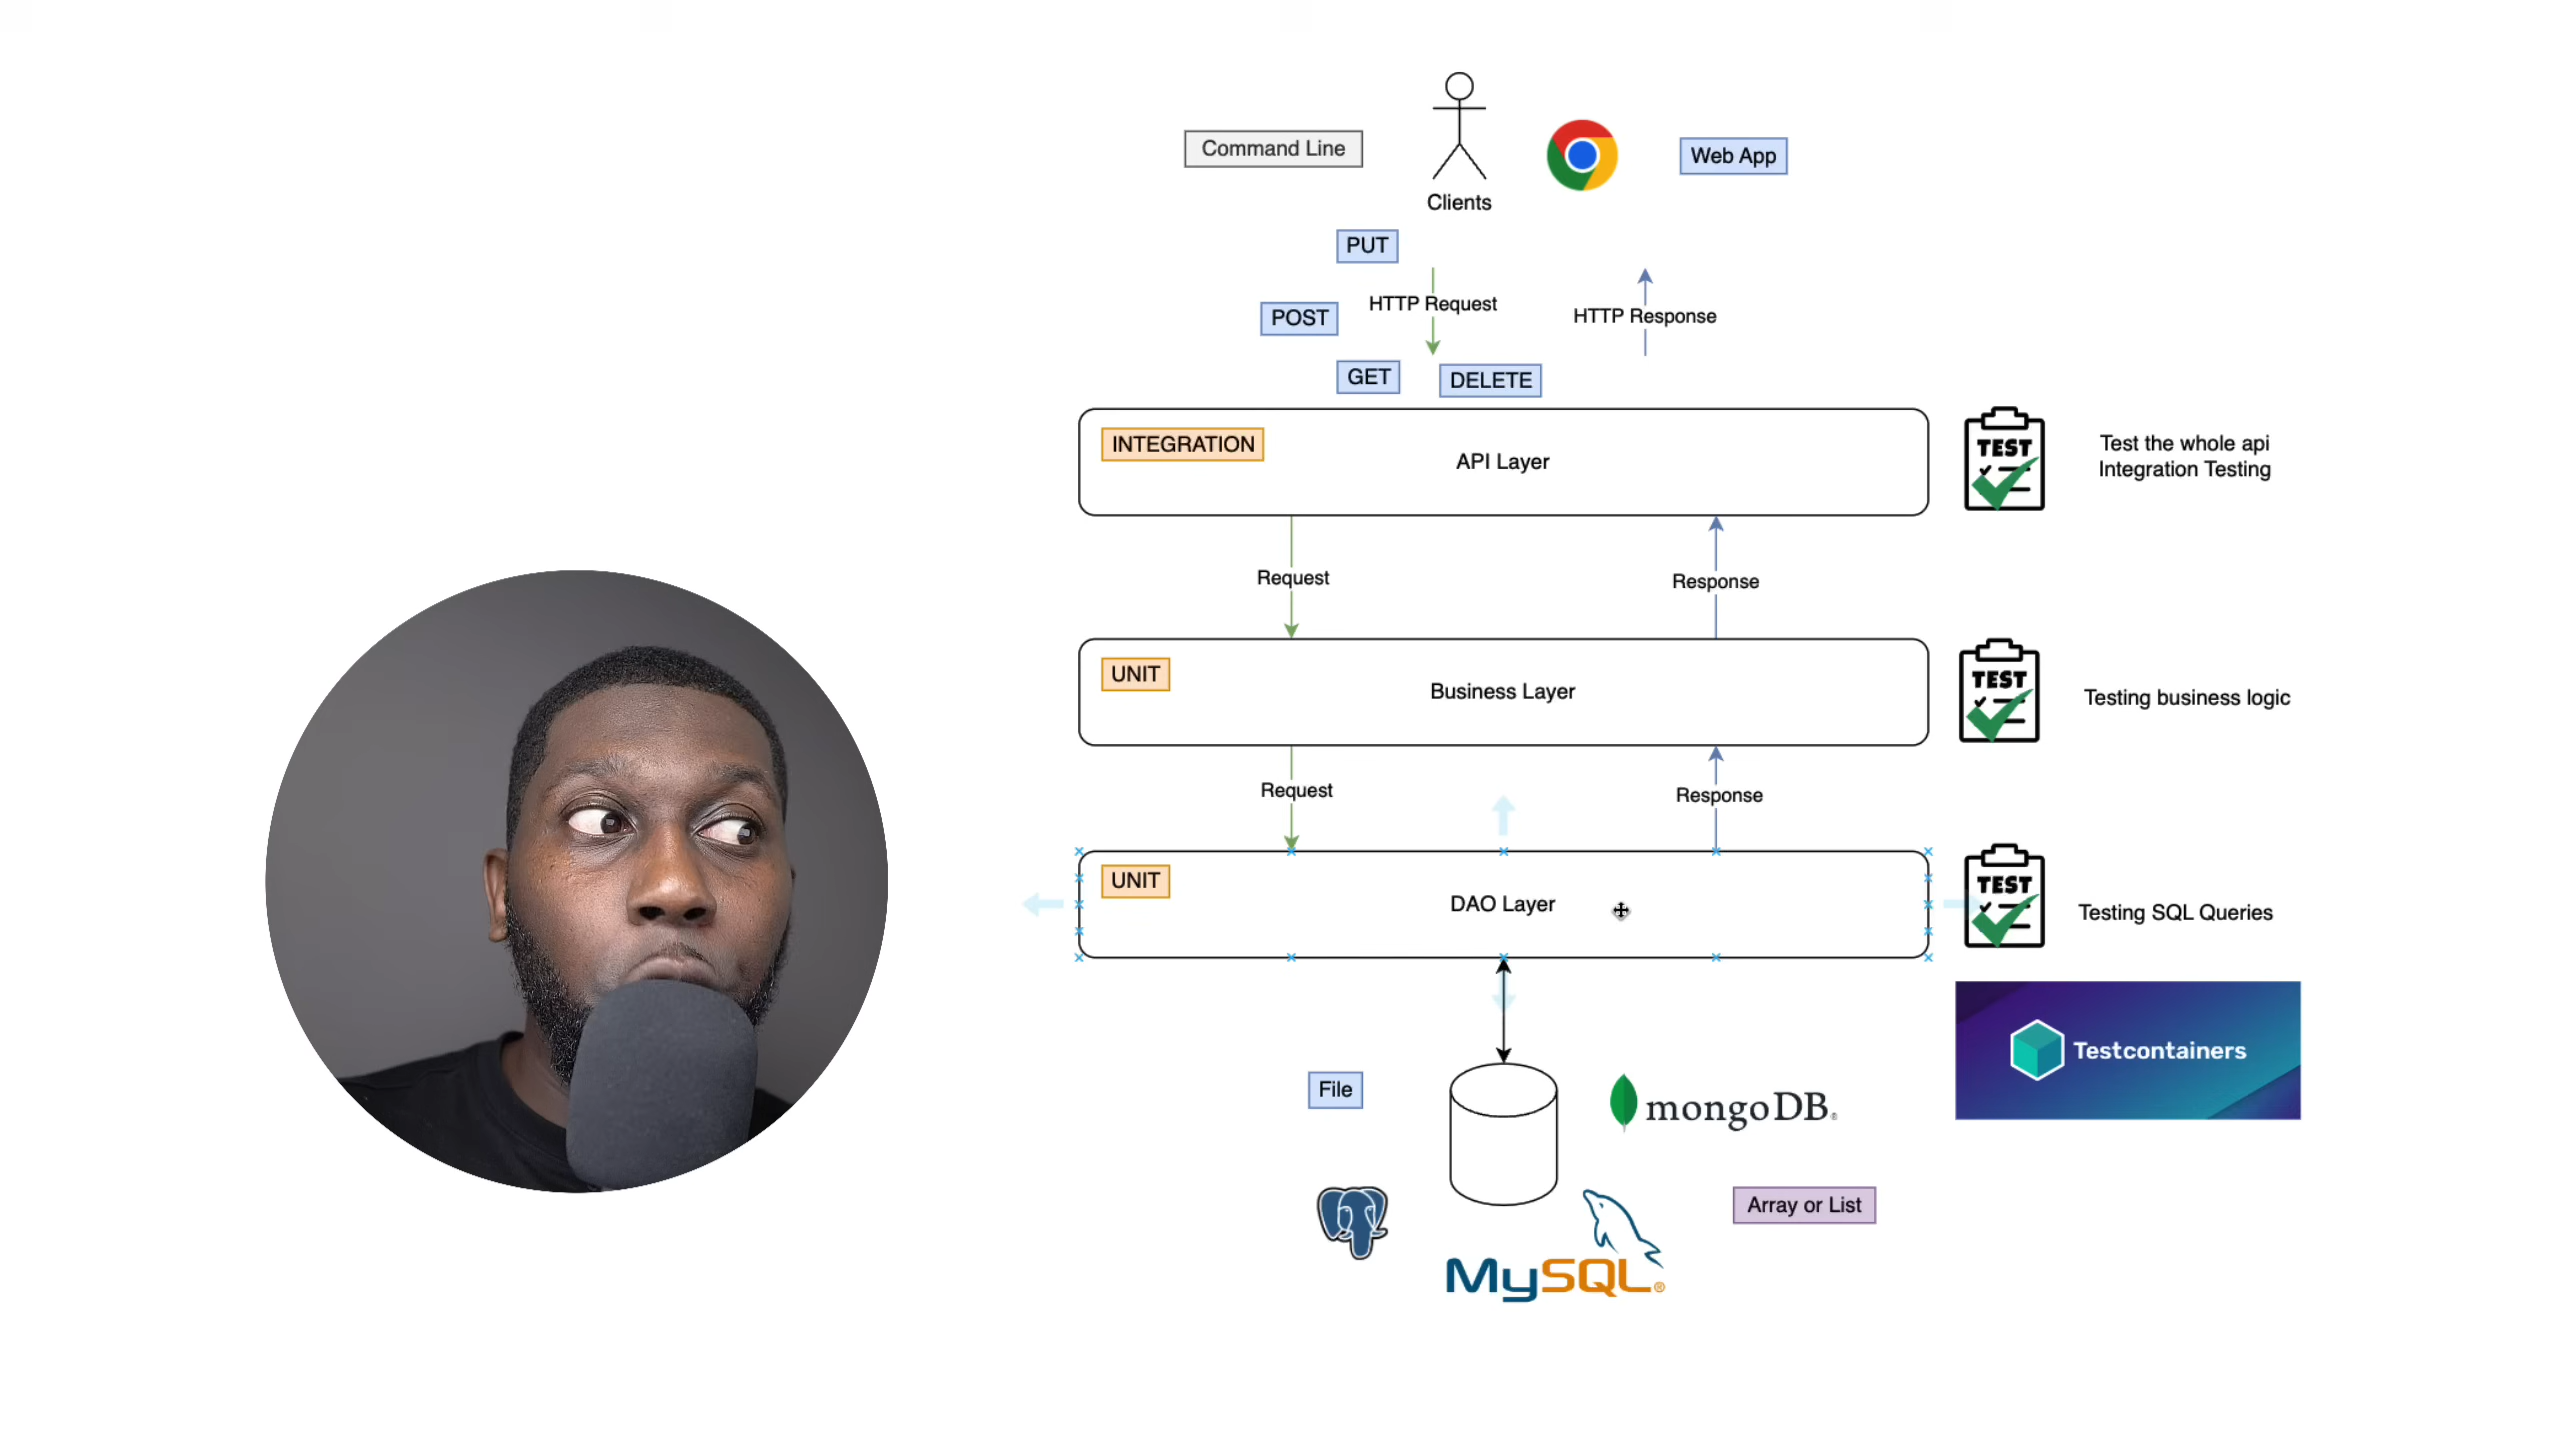 Command Line
Web App
Clients
PUT
HTTP Request
POST
HTTP Response
GET
DELETE
INTEGRATION
API Layer
TEST
Test the whole api
Integration Testing
Request
Response
UNIT
Business Layer
TEST
Testing business logic
Request
Response
UNIT
DAO Layer
TEST
Testing SQL Queries
Testcontainers
File
mongoDB®
Array or List
MySQL®